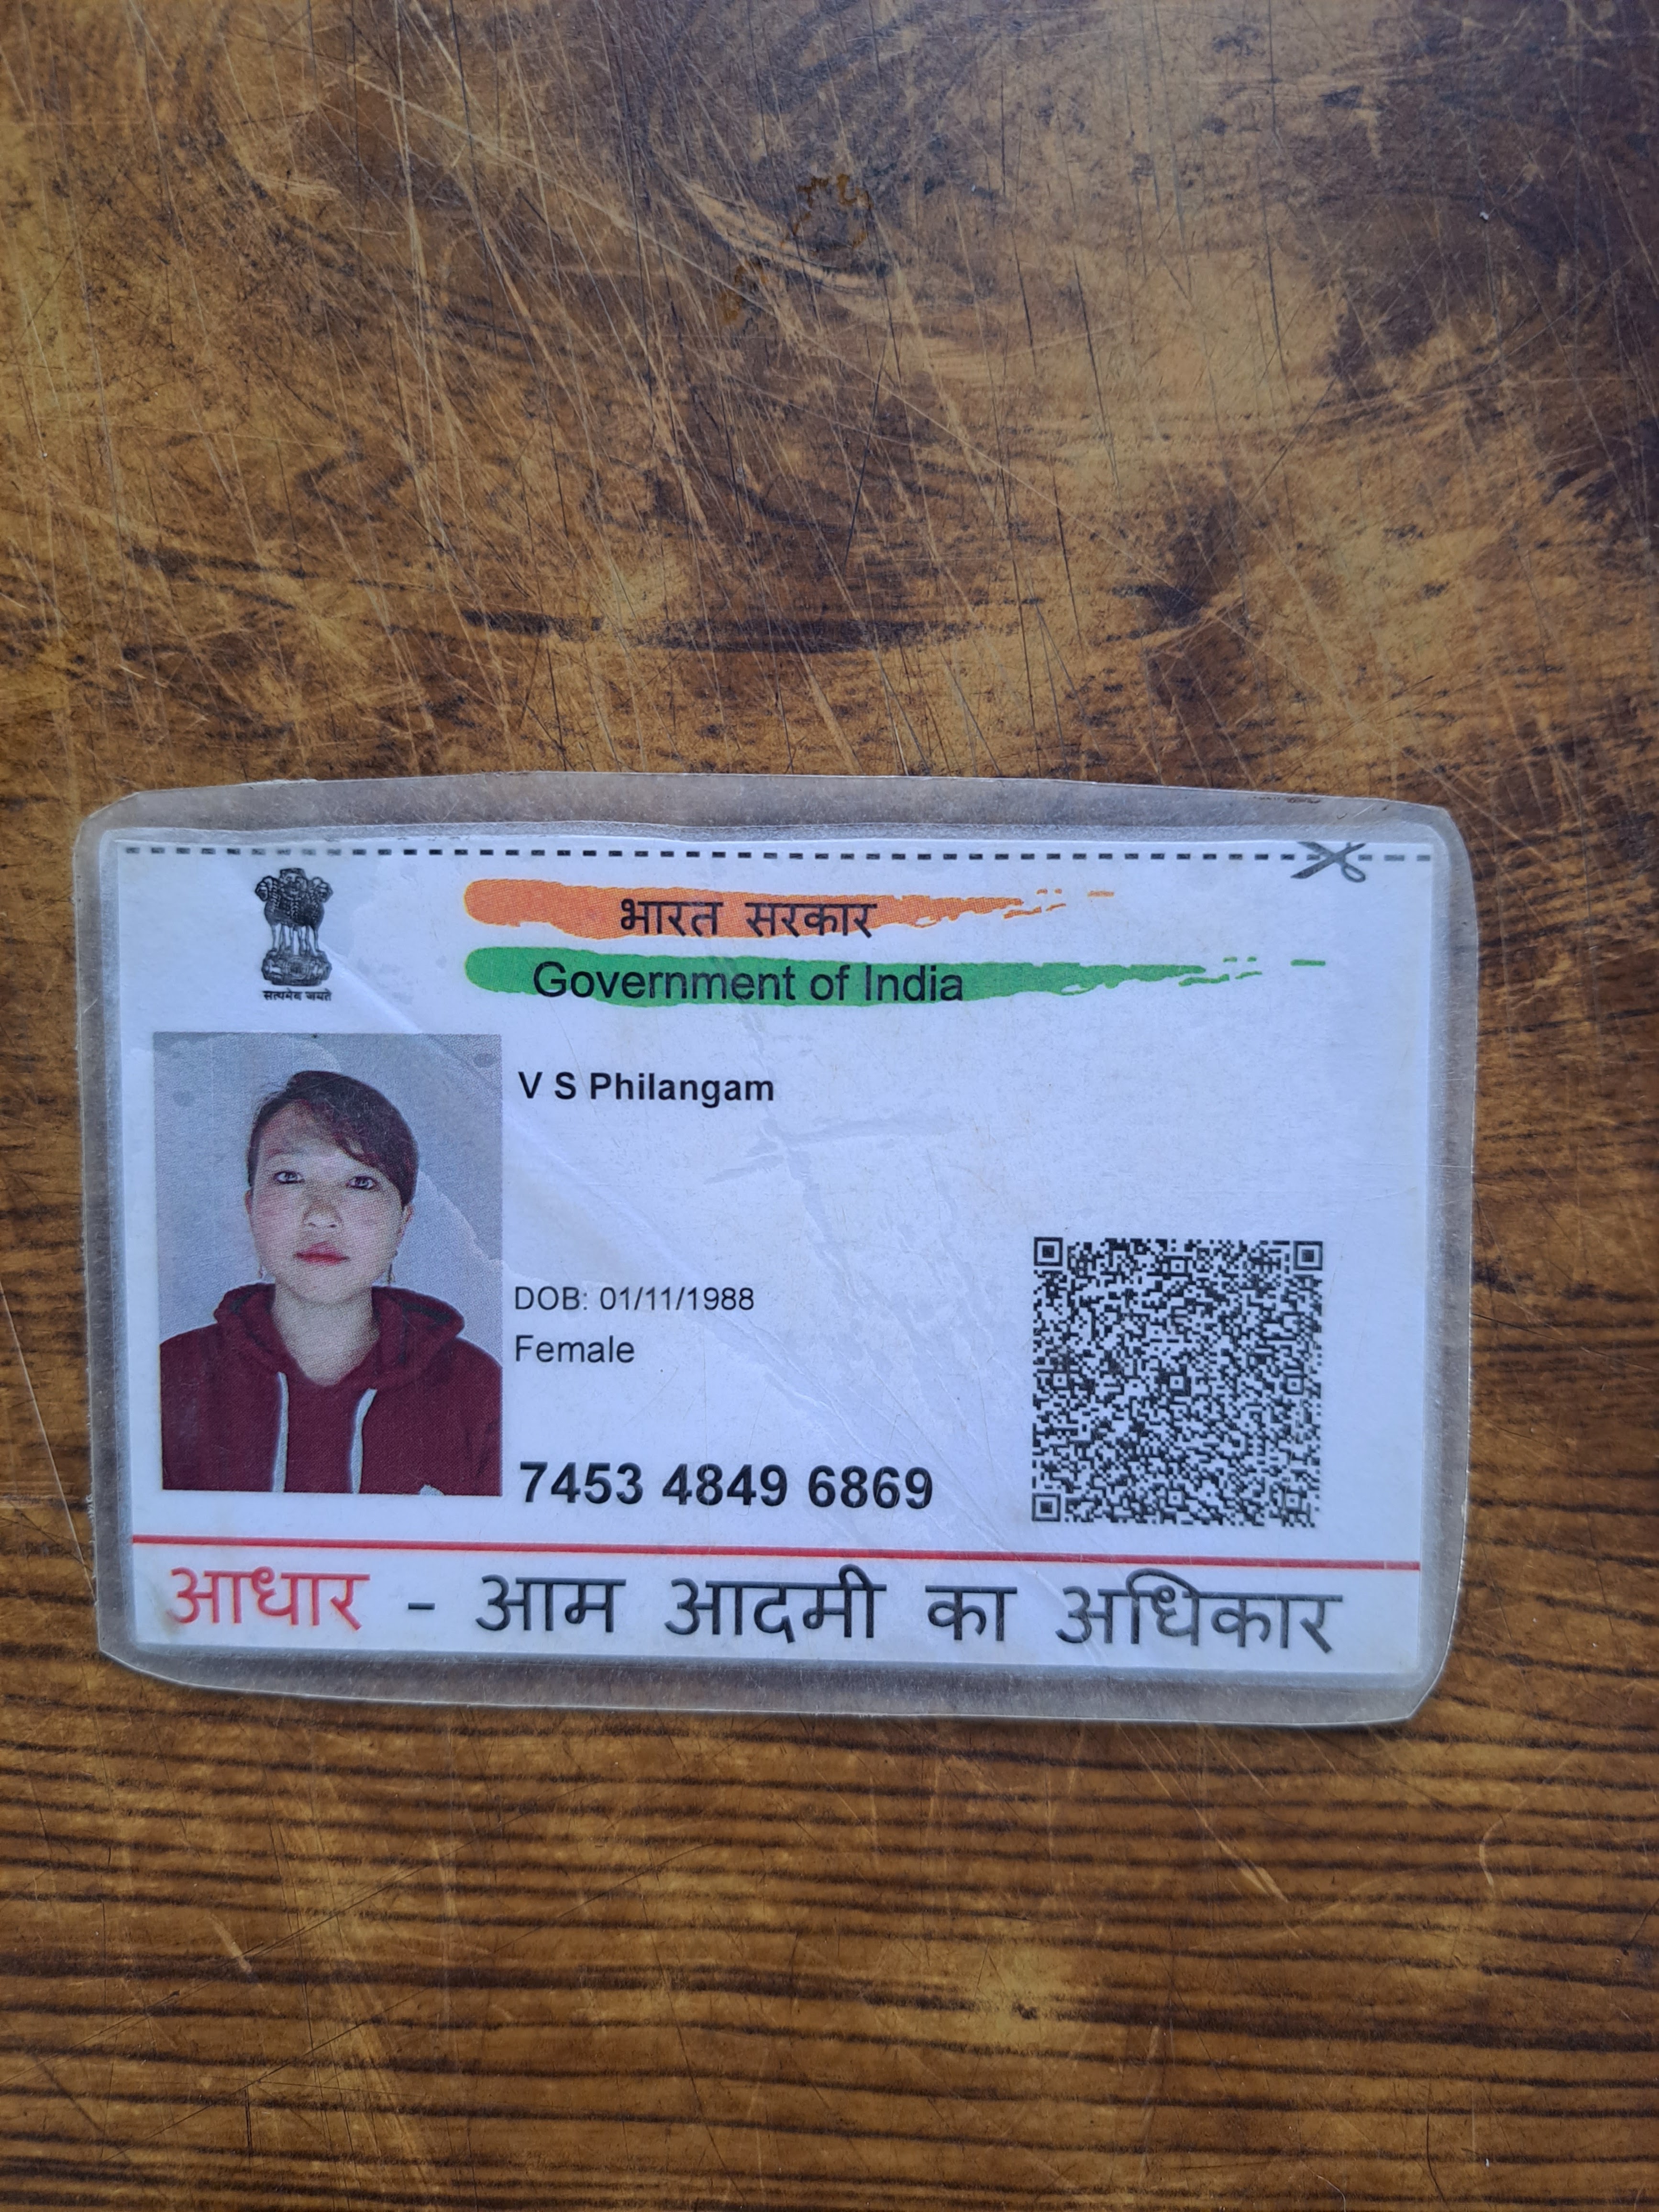 सत्यमेव जयते
भारत सरकार
Government of India
V S Philangam
DOB: 01/11/1988
Female
7453 4849 6869
आधार - आम आदमी का अधिकार